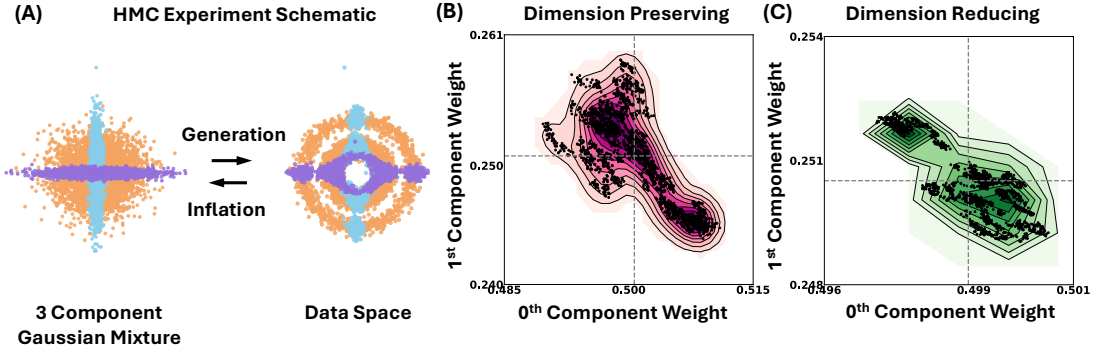 (A)
HMC Experiment Schematic
Generation
Inflation
3 Component
Gaussian Mixture
Data Space
(B)
Dimension Preserving
0.261
0.250
0.240
1st Component Weight
0.485
0.500
0.515
0th Component Weight
(C)
Dimension Reducing
0.254
0.251
0.248
1st Component Weight
0.496
0.499
0.501
0th Component Weight